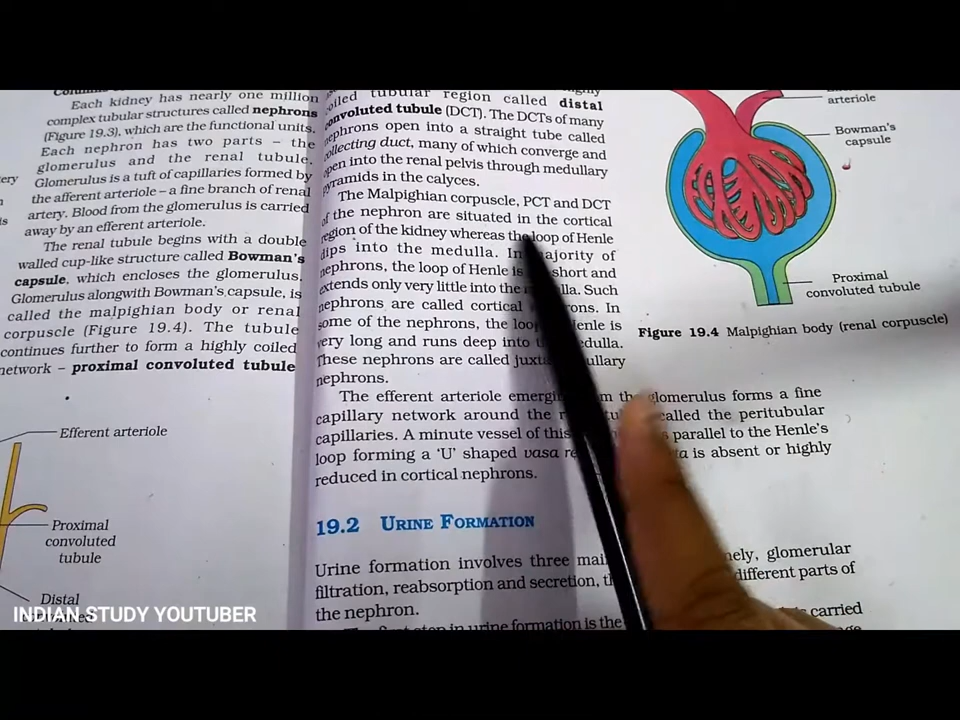 Each kidney has nearly one million
complex tubular structures called nephrons
(Figure 19.3), which are the functional units.
Each nephron has two parts – the
glomerulus and the renal tubule.
Glomerulus is a tuft of capillaries formed by
the afferent arteriole – a fine branch of renal
artery. Blood from the glomerulus is carried
away by an efferent arteriole.
The renal tubule begins with a double
walled cup-like structure called Bowman's
capsule, which encloses the glomerulus.
Glomerulus alongwith Bowman's capsule, is
called the malpighian body or renal
corpuscle (Figure 19.4). The tubule
continues further to form a highly coiled
network – proximal convoluted tubule
Efferent arteriole
Proximal
convoluted
tubule
Distal
INDIAN STUDY YOUTUBER
coiled tubular region called distal
convoluted tubule (DCT). The DCTs of many
nephrons open into a straight tube called
collecting duct, many of which converge and
open into the renal pelvis through medullary
pyramids in the calyces.
The Malpighian corpuscle, PCT and DCT
of the nephron are situated in the cortical
region of the kidney whereas the loop of Henle
dips into the medulla. In majority of
nephrons, the loop of Henle is short and
extends only very little into the Such
nephrons are called cortical In
some of the nephrons, the Henle is
very long and runs deep into
These nephrons are called
nephrons.
The efferent arteriole glomerulus forms a fine
capillary network around the called the peritubular
capillaries. A minute vessel of this parallel to the Henle's
loop forming a 'U' shaped vasa is absent or highly
reduced in cortical nephrons.
19.2 URINE FORMATION
Urine formation involves three glomerular
filtration, reabsorption and secretion, different parts of
the nephron.
step in urine formation is the carried
arteriole
Bowman's
capsule
Proximal
convoluted tubule
Figure 19.4 Malpighian body (renal corpuscle)